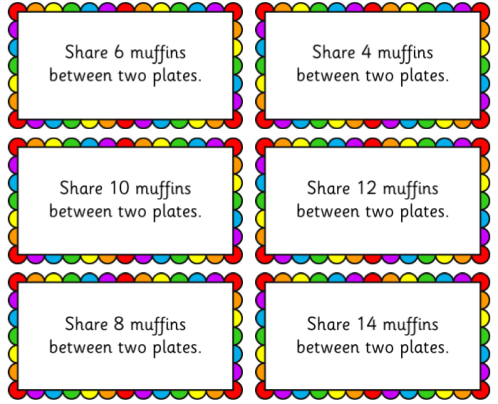 Share 6 muffins
between two plates.
Share 4 muffins
between two plates.
Share 10 muffins
between two plates.
Share 12 muffins
between two plates.
Share 8 muffins
between two plates.
Share 14 muffins
between two plates.